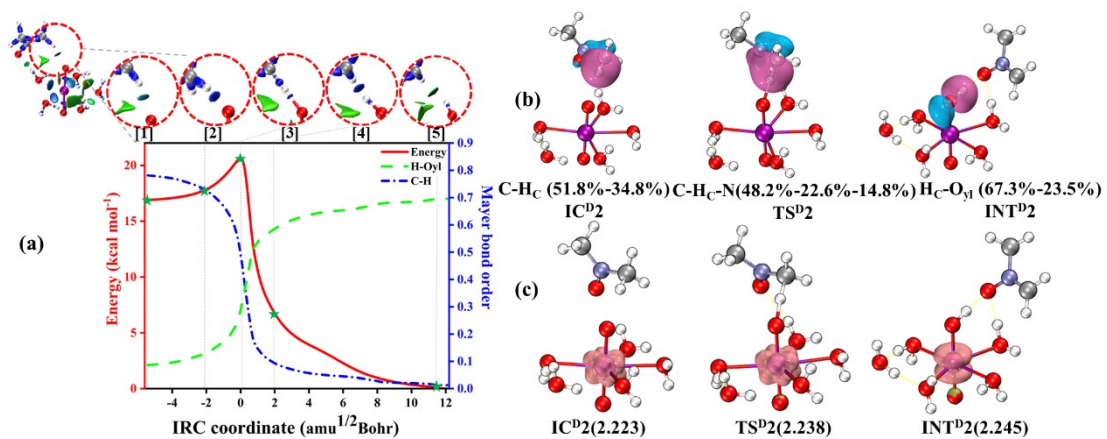 [1] [2] [3] [4] [5]
(a)
Energy (kcal mol⁻¹)
20
15
10
5
0
Energy
H-Oyl
C-H
0.9
0.8
0.7
0.6
0.5
0.4
0.3
0.2
0.1
0.0
Mayer bond order
-4 -2 0 2 4 6 8 10 12
IRC coordinate (amu^1/2 Bohr)
(b)
C-H_C (51.8%-34.8%) C-H_C-N(48.2%-22.6%-14.8%) H_C-O_yl (67.3%-23.5%)
IC^D2 TS^D2 INT^D2
(c)
IC^D2(2.223) TS^D2(2.238) INT^D2(2.245)